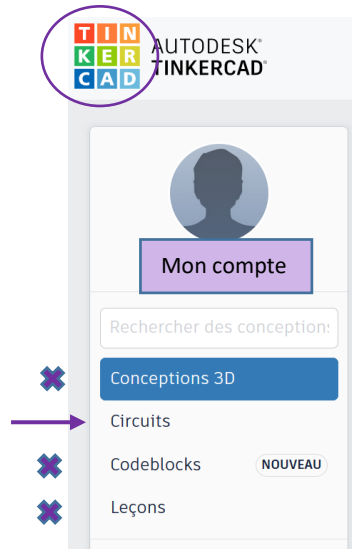 TIN
KER
CAD
AUTODESK®
TINKERCAD®
Mon compte
Rechercher des conceptions
Conceptions 3D
Circuits
Codeblocks NOUVEAU
Leçons